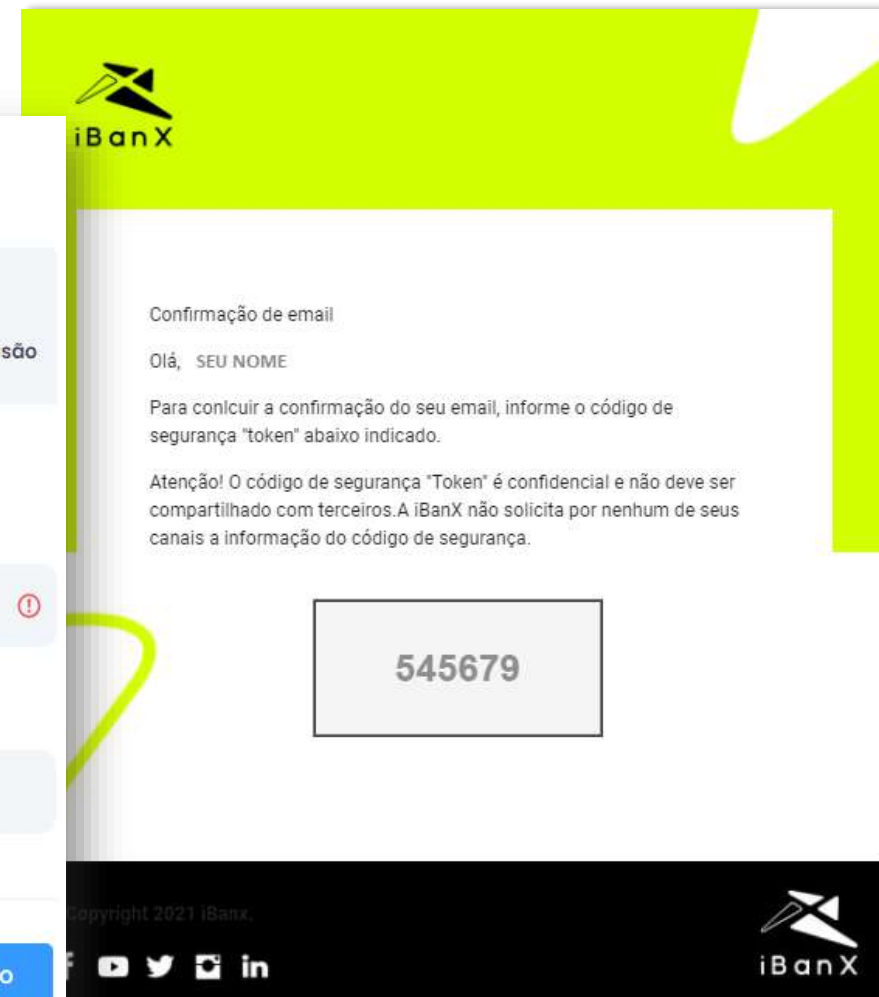 iBanX
são
Confirmação de email
Olá, SEU NOME
Para conlcuir a confirmação do seu email, informe o código de
segurança "token" abaixo indicado.
Atenção! O código de segurança "Token" é confidencial e não deve ser
compartilhado com terceiros.A iBanX não solicita por nenhum de seus
canais a informação do código de segurança.
545679
Copyright 2021 iBanx.
o
iBanX